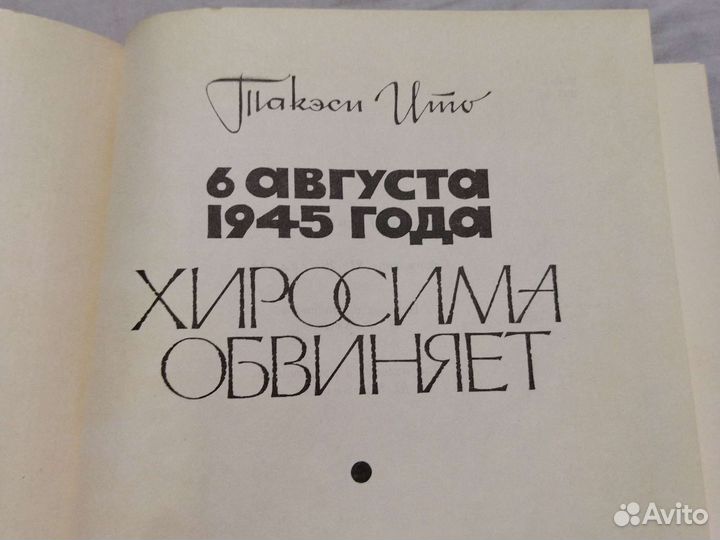 Такэси Ито
6 августа
1945 года
ХИРОСИМА
ОБВИНЯЕТ
Avito